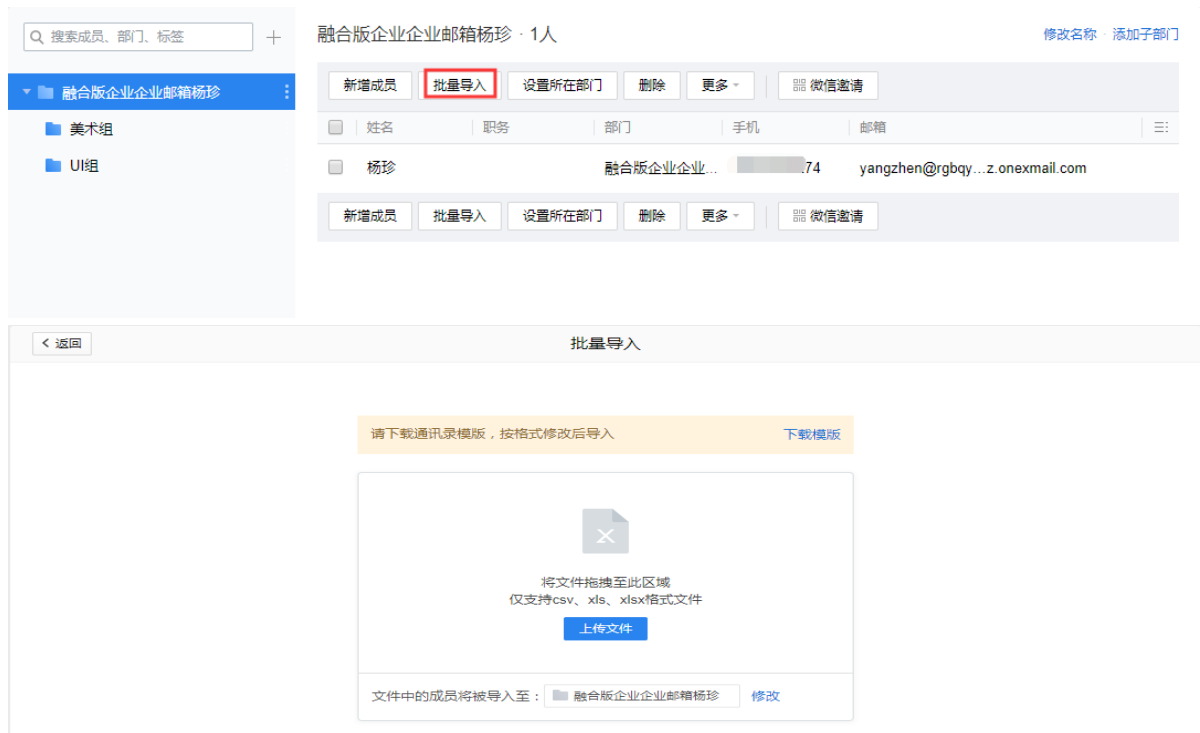 搜索成员、部门、标签
融合版企业企业邮箱杨珍
美术组
UI组
融合版企业企业邮箱杨珍 · 1人
修改名称 · 添加子部门
新增成员 批量导入 设置所在部门 删除 更多 微信邀请
姓名 职务 部门 手机 邮箱
杨珍 融合版企业企业... 74 yangzhen@rgbqy...z.onexmail.com
新增成员 批量导入 设置所在部门 删除 更多 微信邀请
返回 批量导入
请下载通讯录模版，按格式修改后导入 下载模版
将文件拖拽至此区域
仅支持csv、xls、xlsx格式文件
上传文件
文件中的成员将被导入至： 融合版企业企业邮箱杨珍 修改